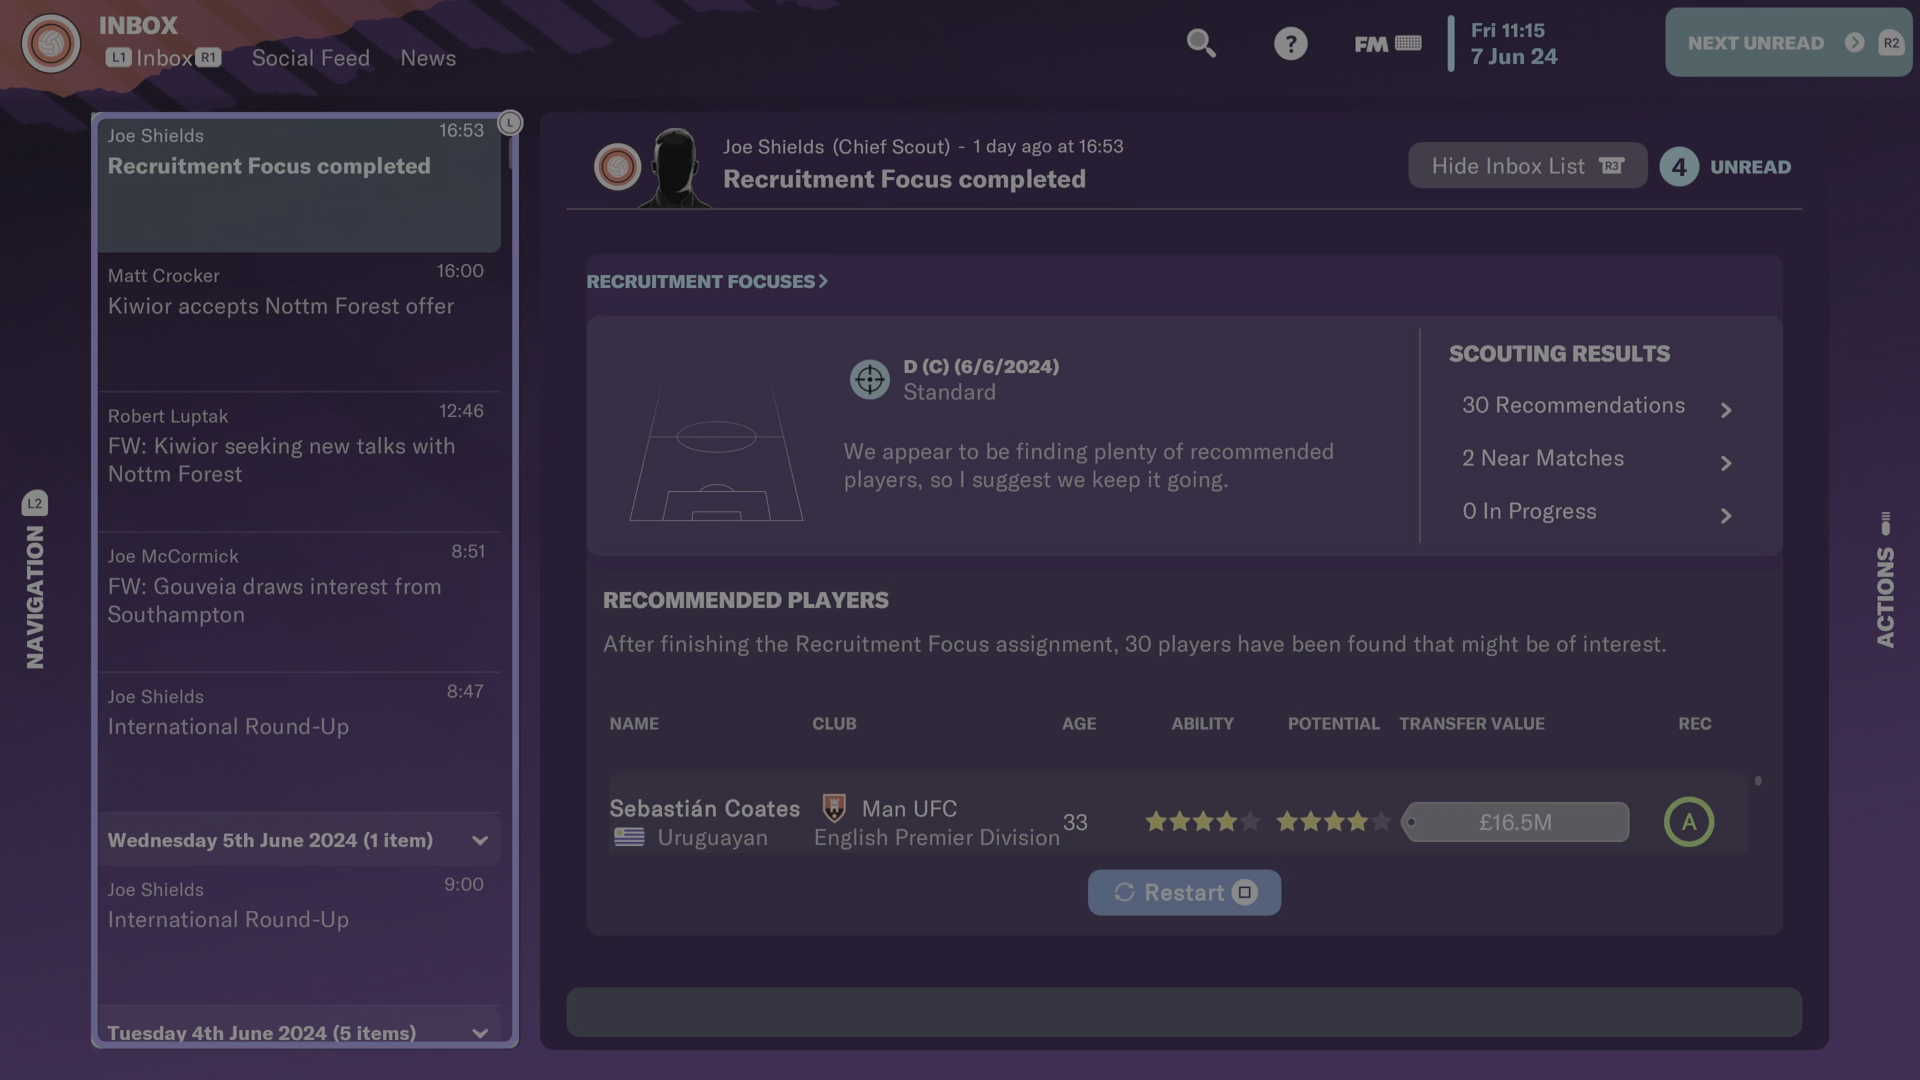 INBOX
L1 Inbox R1 Social Feed News
? FM
Fri 11:15
7 Jun 24
NEXT UNREAD R2
L2
NAVIGATION
Joe Shields 16:53
Recruitment Focus completed
L
Matt Crocker 16:00
Kiwior accepts Nottm Forest offer
Robert Luptak 12:46
FW: Kiwior seeking new talks with
Nottm Forest
Joe McCormick 8:51
FW: Gouveia draws interest from
Southampton
Joe Shields 8:47
International Round-Up
Wednesday 5th June 2024 (1 item)
Joe Shields 9:00
International Round-Up
Tuesday 4th June 2024 (5 items)
Joe Shields (Chief Scout) - 1 day ago at 16:53
Recruitment Focus completed
Hide Inbox List R3
4 UNREAD
RECRUITMENT FOCUSES
D (C) (6/6/2024)
Standard
We appear to be finding plenty of recommended
players, so I suggest we keep it going.
SCOUTING RESULTS
30 Recommendations
2 Near Matches
0 In Progress
RECOMMENDED PLAYERS
After finishing the Recruitment Focus assignment, 30 players have been found that might be of interest.
NAME CLUB AGE ABILITY POTENTIAL TRANSFER VALUE REC
Sebastián Coates Man UFC 33 £16.5M A
Uruguayan English Premier Division
Restart
ACTIONS